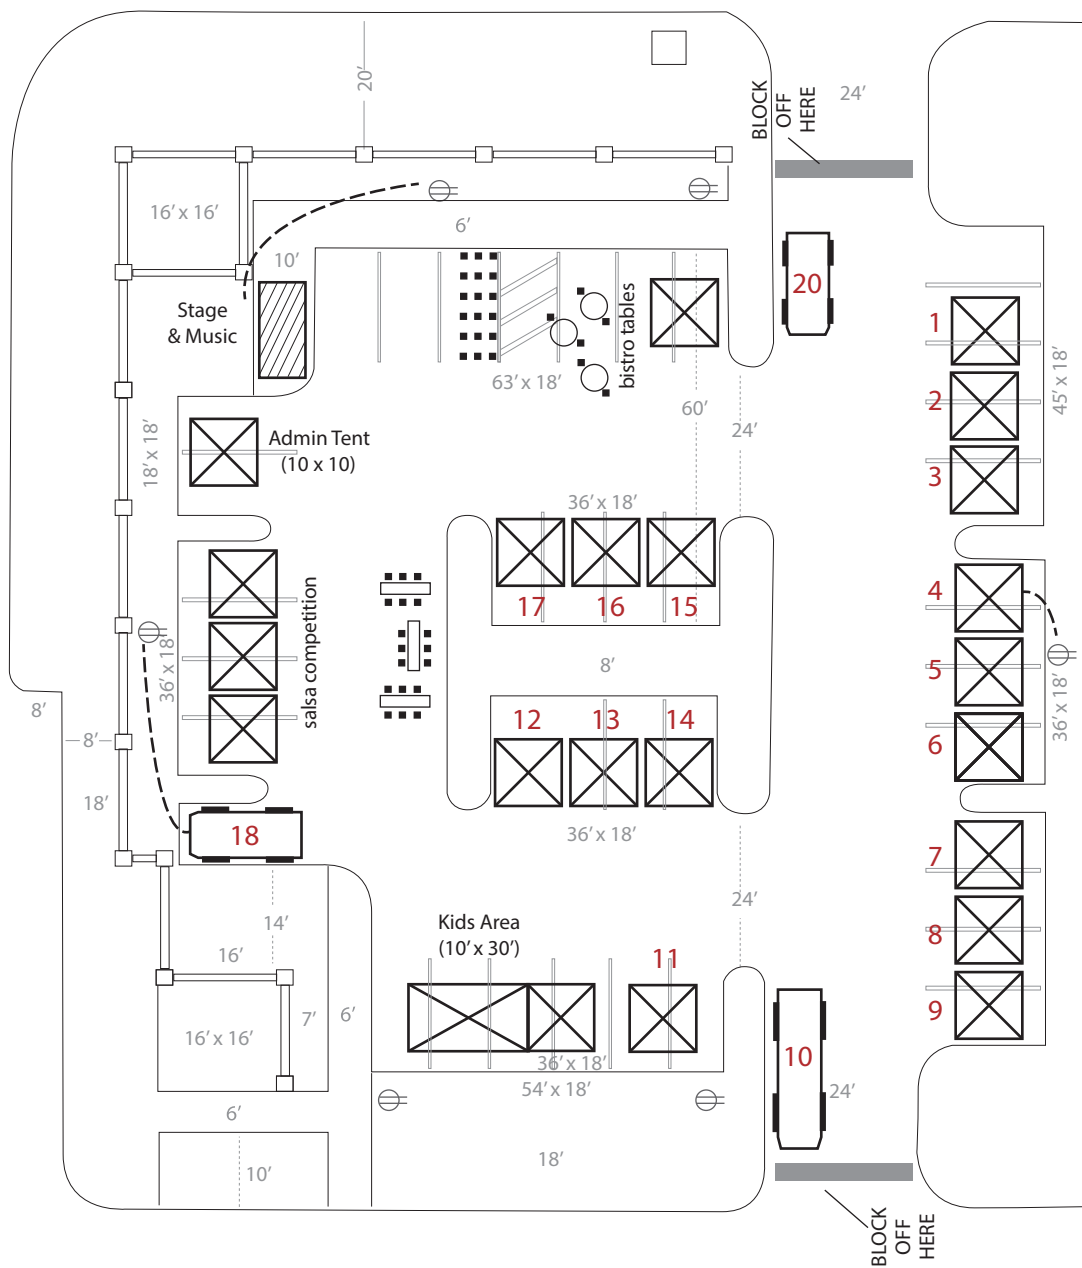 20’
24’
BLOCK
OFF
HERE
16’ x 16’
6’
10’
Stage
& Music
20
bistro tables
63’ x 18’
60’
24’
1
2
3
45’ x 18’
18’ x 18’
Admin Tent
(10 x 10)
36’ x 18’
17
16
15
salsa competition
36’ x 18’
8’
4
5
6
36’ x 18’
8’
8’
18’
12
13
14
36’ x 18’
18
7
8
9
24’
14’
16’
Kids Area
(10’ x 30’)
11
16’ x 16’
7’
6’
36’ x 18’
54’ x 18’
10
24’
6’
10’
18’
BLOCK
OFF
HERE